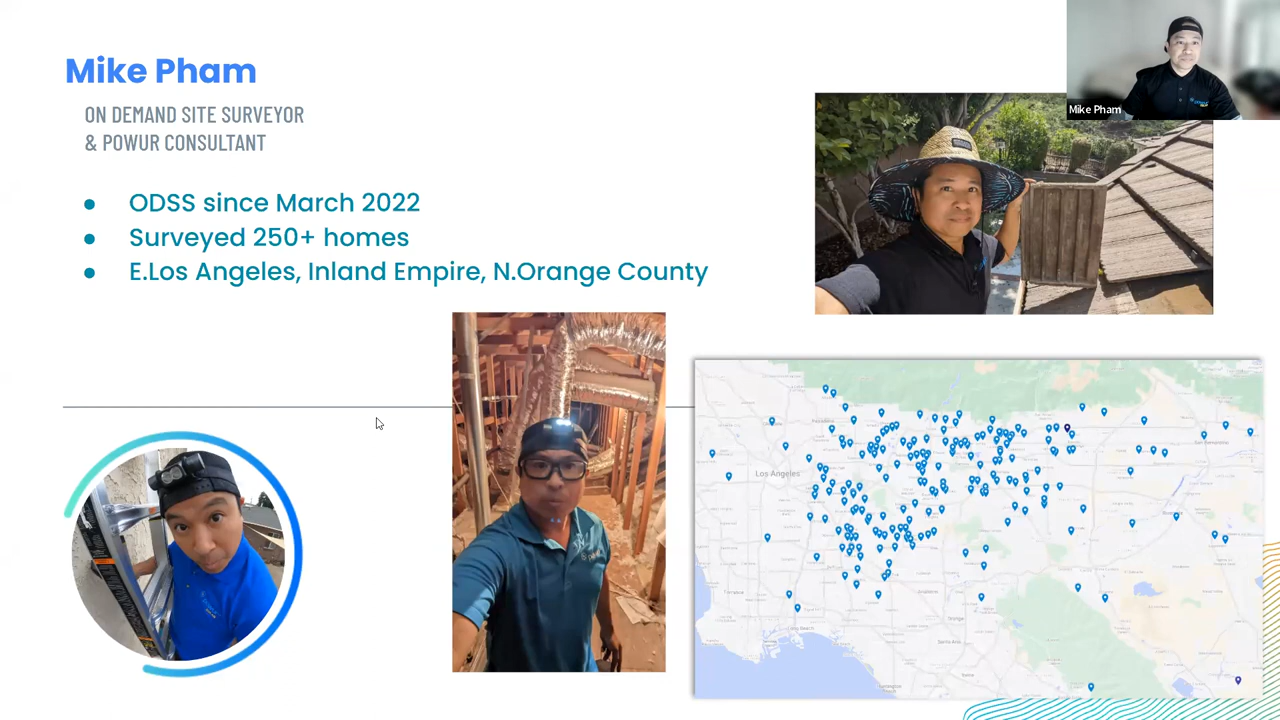 Mike Pham
ON DEMAND SITE SURVEYOR
& POWUR CONSULTANT
● ODSS since March 2022
● Surveyed 250+ homes
● E.Los Angeles, Inland Empire, N.Orange County
Mike Pham
Los Angeles